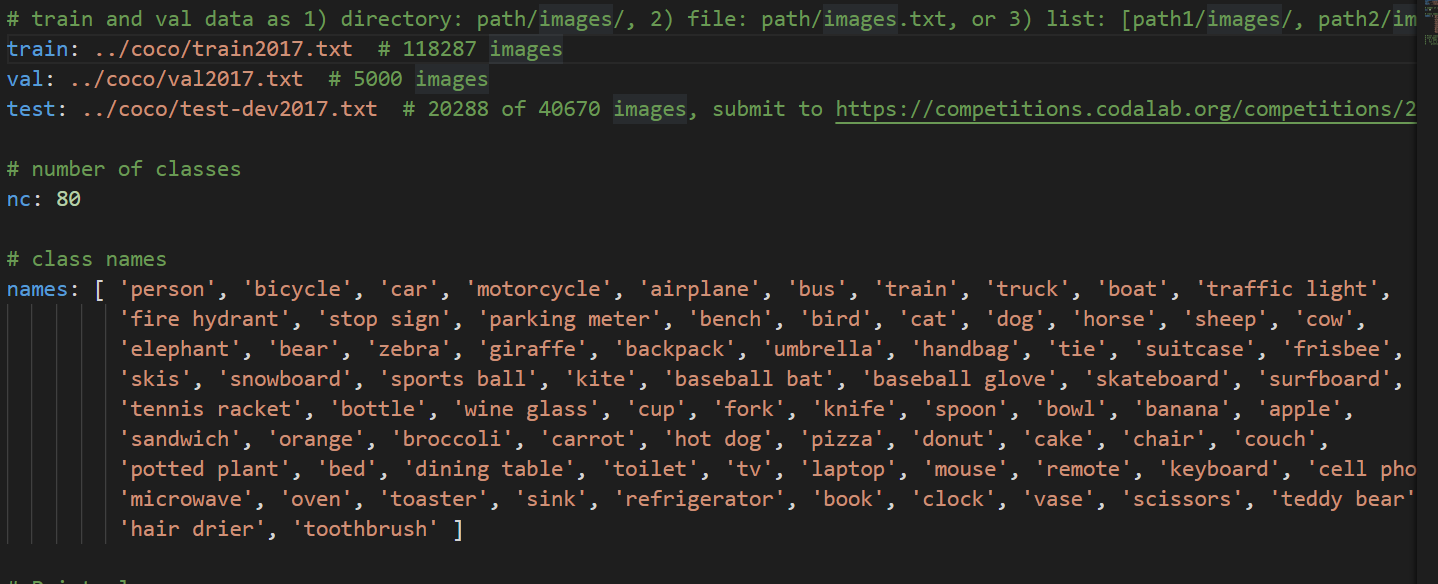 # train and val data as 1) directory: path/images/, 2) file: path/images.txt, or 3) list: [path1/images/, path2/im
train: ../coco/train2017.txt  # 118287 images
val: ../coco/val2017.txt  # 5000 images
test: ../coco/test-dev2017.txt  # 20288 of 40670 images, submit to https://competitions.codalab.org/competitions/2
# number of classes
nc: 80
# class names
names: [ 'person', 'bicycle', 'car', 'motorcycle', 'airplane', 'bus', 'train', 'truck', 'boat', 'traffic light',
'fire hydrant', 'stop sign', 'parking meter', 'bench', 'bird', 'cat', 'dog', 'horse', 'sheep', 'cow',
'elephant', 'bear', 'zebra', 'giraffe', 'backpack', 'umbrella', 'handbag', 'tie', 'suitcase', 'frisbee',
'skis', 'snowboard', 'sports ball', 'kite', 'baseball bat', 'baseball glove', 'skateboard', 'surfboard',
'tennis racket', 'bottle', 'wine glass', 'cup', 'fork', 'knife', 'spoon', 'bowl', 'banana', 'apple',
'sandwich', 'orange', 'broccoli', 'carrot', 'hot dog', 'pizza', 'donut', 'cake', 'chair', 'couch',
'potted plant', 'bed', 'dining table', 'toilet', 'tv', 'laptop', 'mouse', 'remote', 'keyboard', 'cell pho
'microwave', 'oven', 'toaster', 'sink', 'refrigerator', 'book', 'clock', 'vase', 'scissors', 'teddy bear'
'hair drier', 'toothbrush' ]